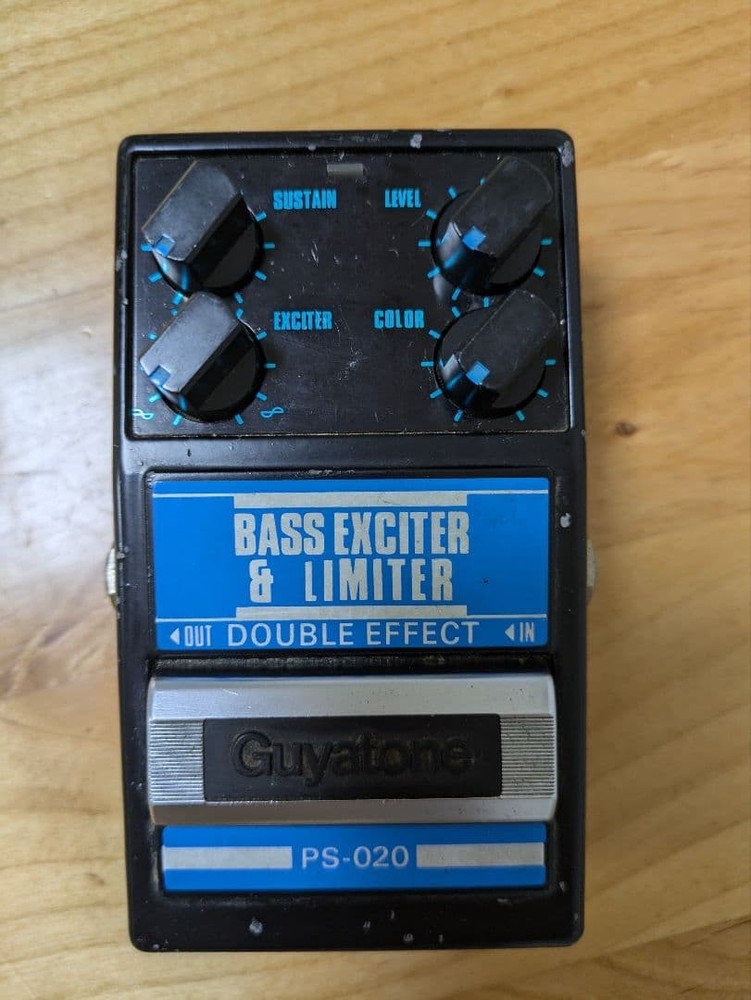 SUSTAIN LEVEL
EXCITER COLOR
∞ ∞
BASS EXCITER
& LIMITER
◄OUT DOUBLE EFFECT ◄IN
Guyatone
PS-020